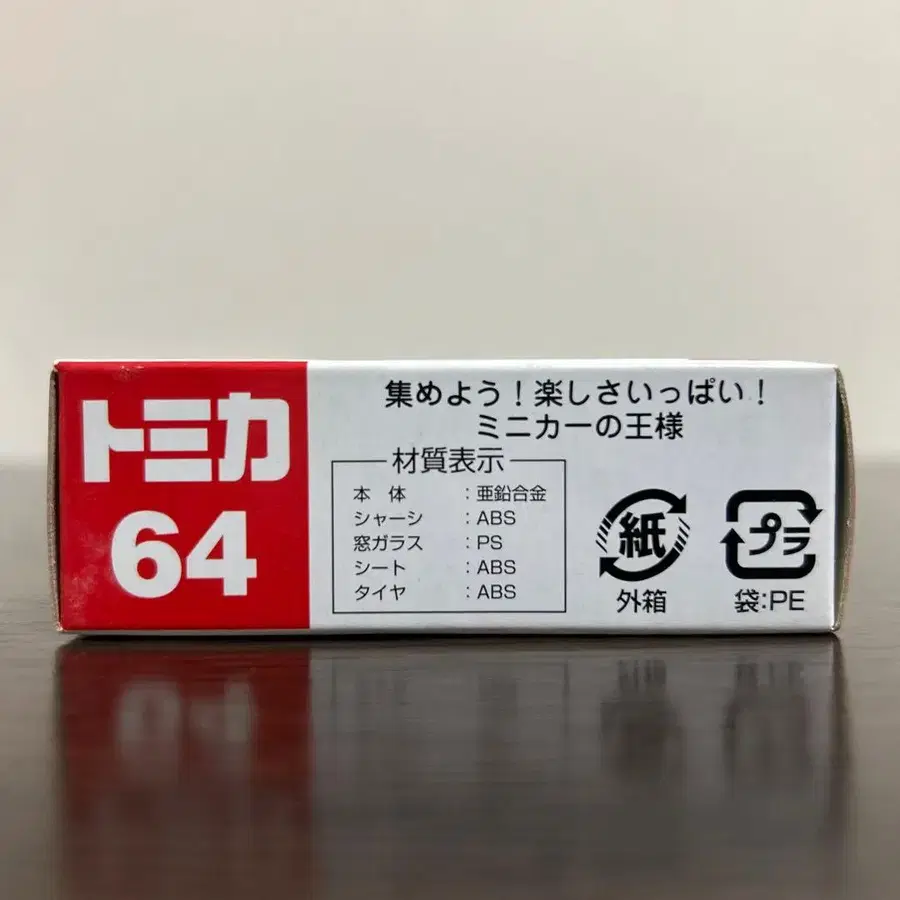 トミカ
64
集めよう！楽しさいっぱい！
ミニカーの王様
材質表示
本体：亜鉛合金
シャーシ：ABS
窓ガラス：PS
シート：ABS
タイヤ：ABS
紙
外箱
プラ
袋：PE